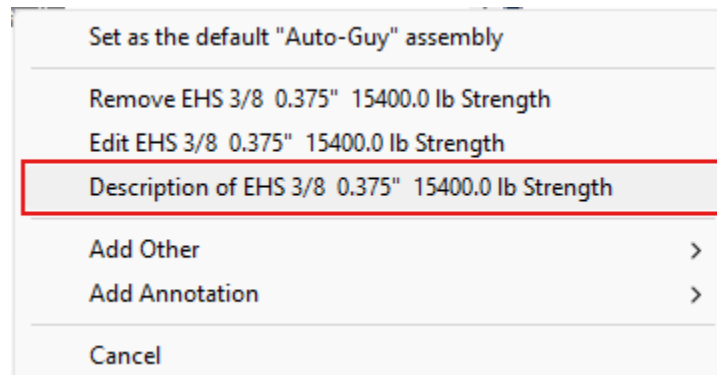 Set as the default "Auto-Guy" assembly
Remove EHS 3/8  0.375"  15400.0 lb Strength
Edit EHS 3/8  0.375"  15400.0 lb Strength
Description of EHS 3/8  0.375"  15400.0 lb Strength
Add Other
Add Annotation
Cancel